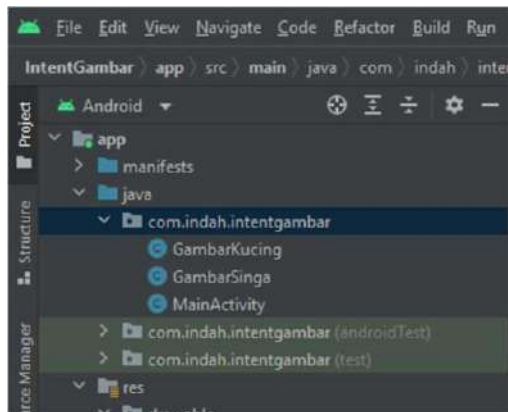 File Edit View Navigate Code Refactor Build Run
IntentGambar app src main java com indah
Android
Project
app
manifests
java
com.indah.intentgambar
GambarKucing
GambarSinga
MainActivity
com.indah.intentgambar (androidTest)
com.indah.intentgambar (test)
res
Structure
Manager